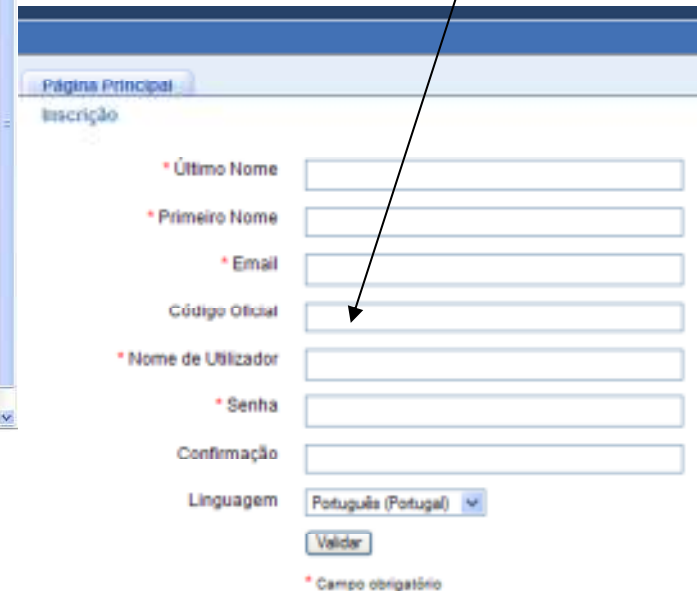 Página Principal
Inscrição
* Último Nome
* Primeiro Nome
* Email
Código Oficial
* Nome de Utilizador
* Senha
Confirmação
Linguagem Português (Portugal)
Validar
* Campo obrigatório